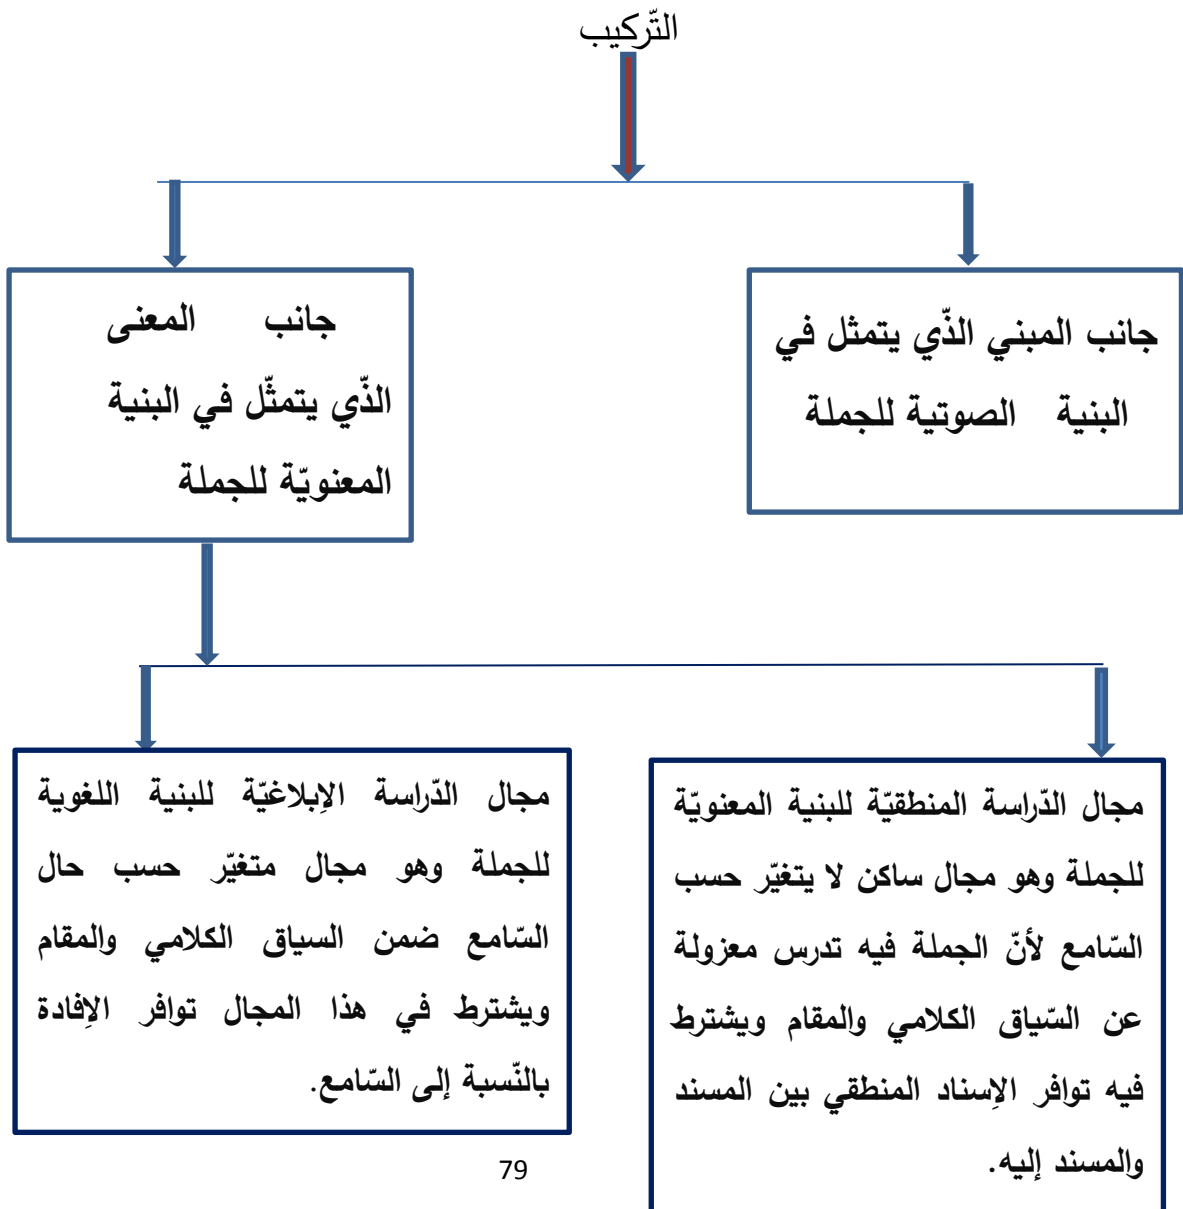 التّركيب
جانب المبني الذّي يتمثل في
البنية الصوتية للجملة
جانب المعنى
الذّي يتمثّل في البنية
المعنويّة للجملة
مجال الدّراسة المنطقيّة للبنية المعنويّة
للجملة وهو مجال ساكن لا يتغيّر حسب
السّامع لأنّ الجملة فيه تدرس معزولة
عن السّياق الكلامي والمقام ويشترط
فيه توافر الإسناد المنطقي بين المسند
والمسند إليه.
مجال الدّراسة الإبلاغيّة للبنية اللغوية
للجملة وهو مجال متغيّر حسب حال
السّامع ضمن السياق الكلامي والمقام
ويشترط في هذا المجال توافر الإفادة
بالنّسبة إلى السّامع.
79